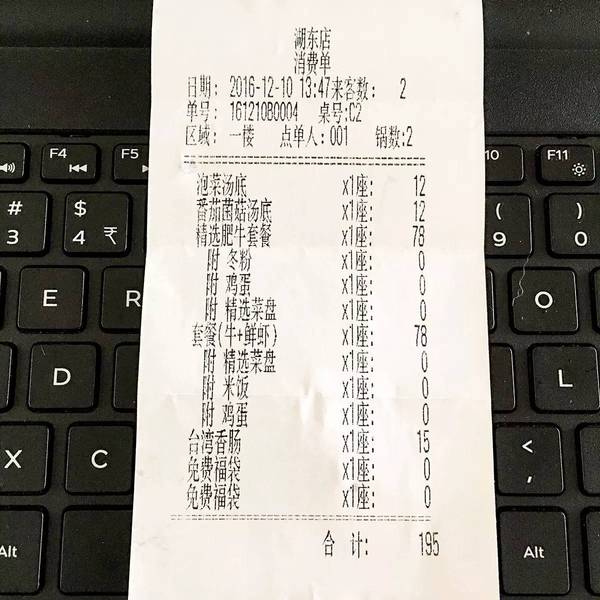 湖东店
消费单
日期: 2016-12-10 13:47来客数: 2
单号: 161210B0004 桌号:C2
区域: 一楼 点单人:001 锅数:2
泡菜汤底 x1座: 12
番茄菌菇汤底 x1座: 12
精选肥牛套餐 x1座: 78
附 冬粉 x1座: 0
附 鸡蛋 x1座: 0
附 精选菜盘 x1座: 0
套餐(牛+鲜虾) x1座: 78
附 精选菜盘 x1座: 0
附 米饭 x1座: 0
附 鸡蛋 x1座: 0
台湾香肠 x1座: 15
免费福袋 x1座: 0
免费福袋 x1座: 0
合 计: 195
F4
F5
10
F11
#
3
$
4 ₹
(
9
)
0
E
R
O
D
L
X
C
<
,
Alt
Alt